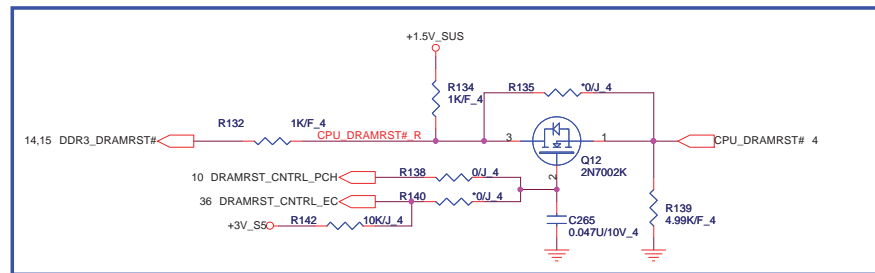 +1.5V_SUS
R134
1K/F_4
R135
*0/J_4
R132
1K/F_4
CPU_DRAMRST#_R
14,15 DDR3_DRAMRST#
3
1
CPU_DRAMRST# 4
Q12
2N7002K
2
10 DRAMRST_CNTRL_PCH
R138
0/J_4
36 DRAMRST_CNTRL_EC
R140
*0/J_4
+3V_S5
R142
10K/J_4
C265
0.047U/10V_4
R139
4.99K/F_4